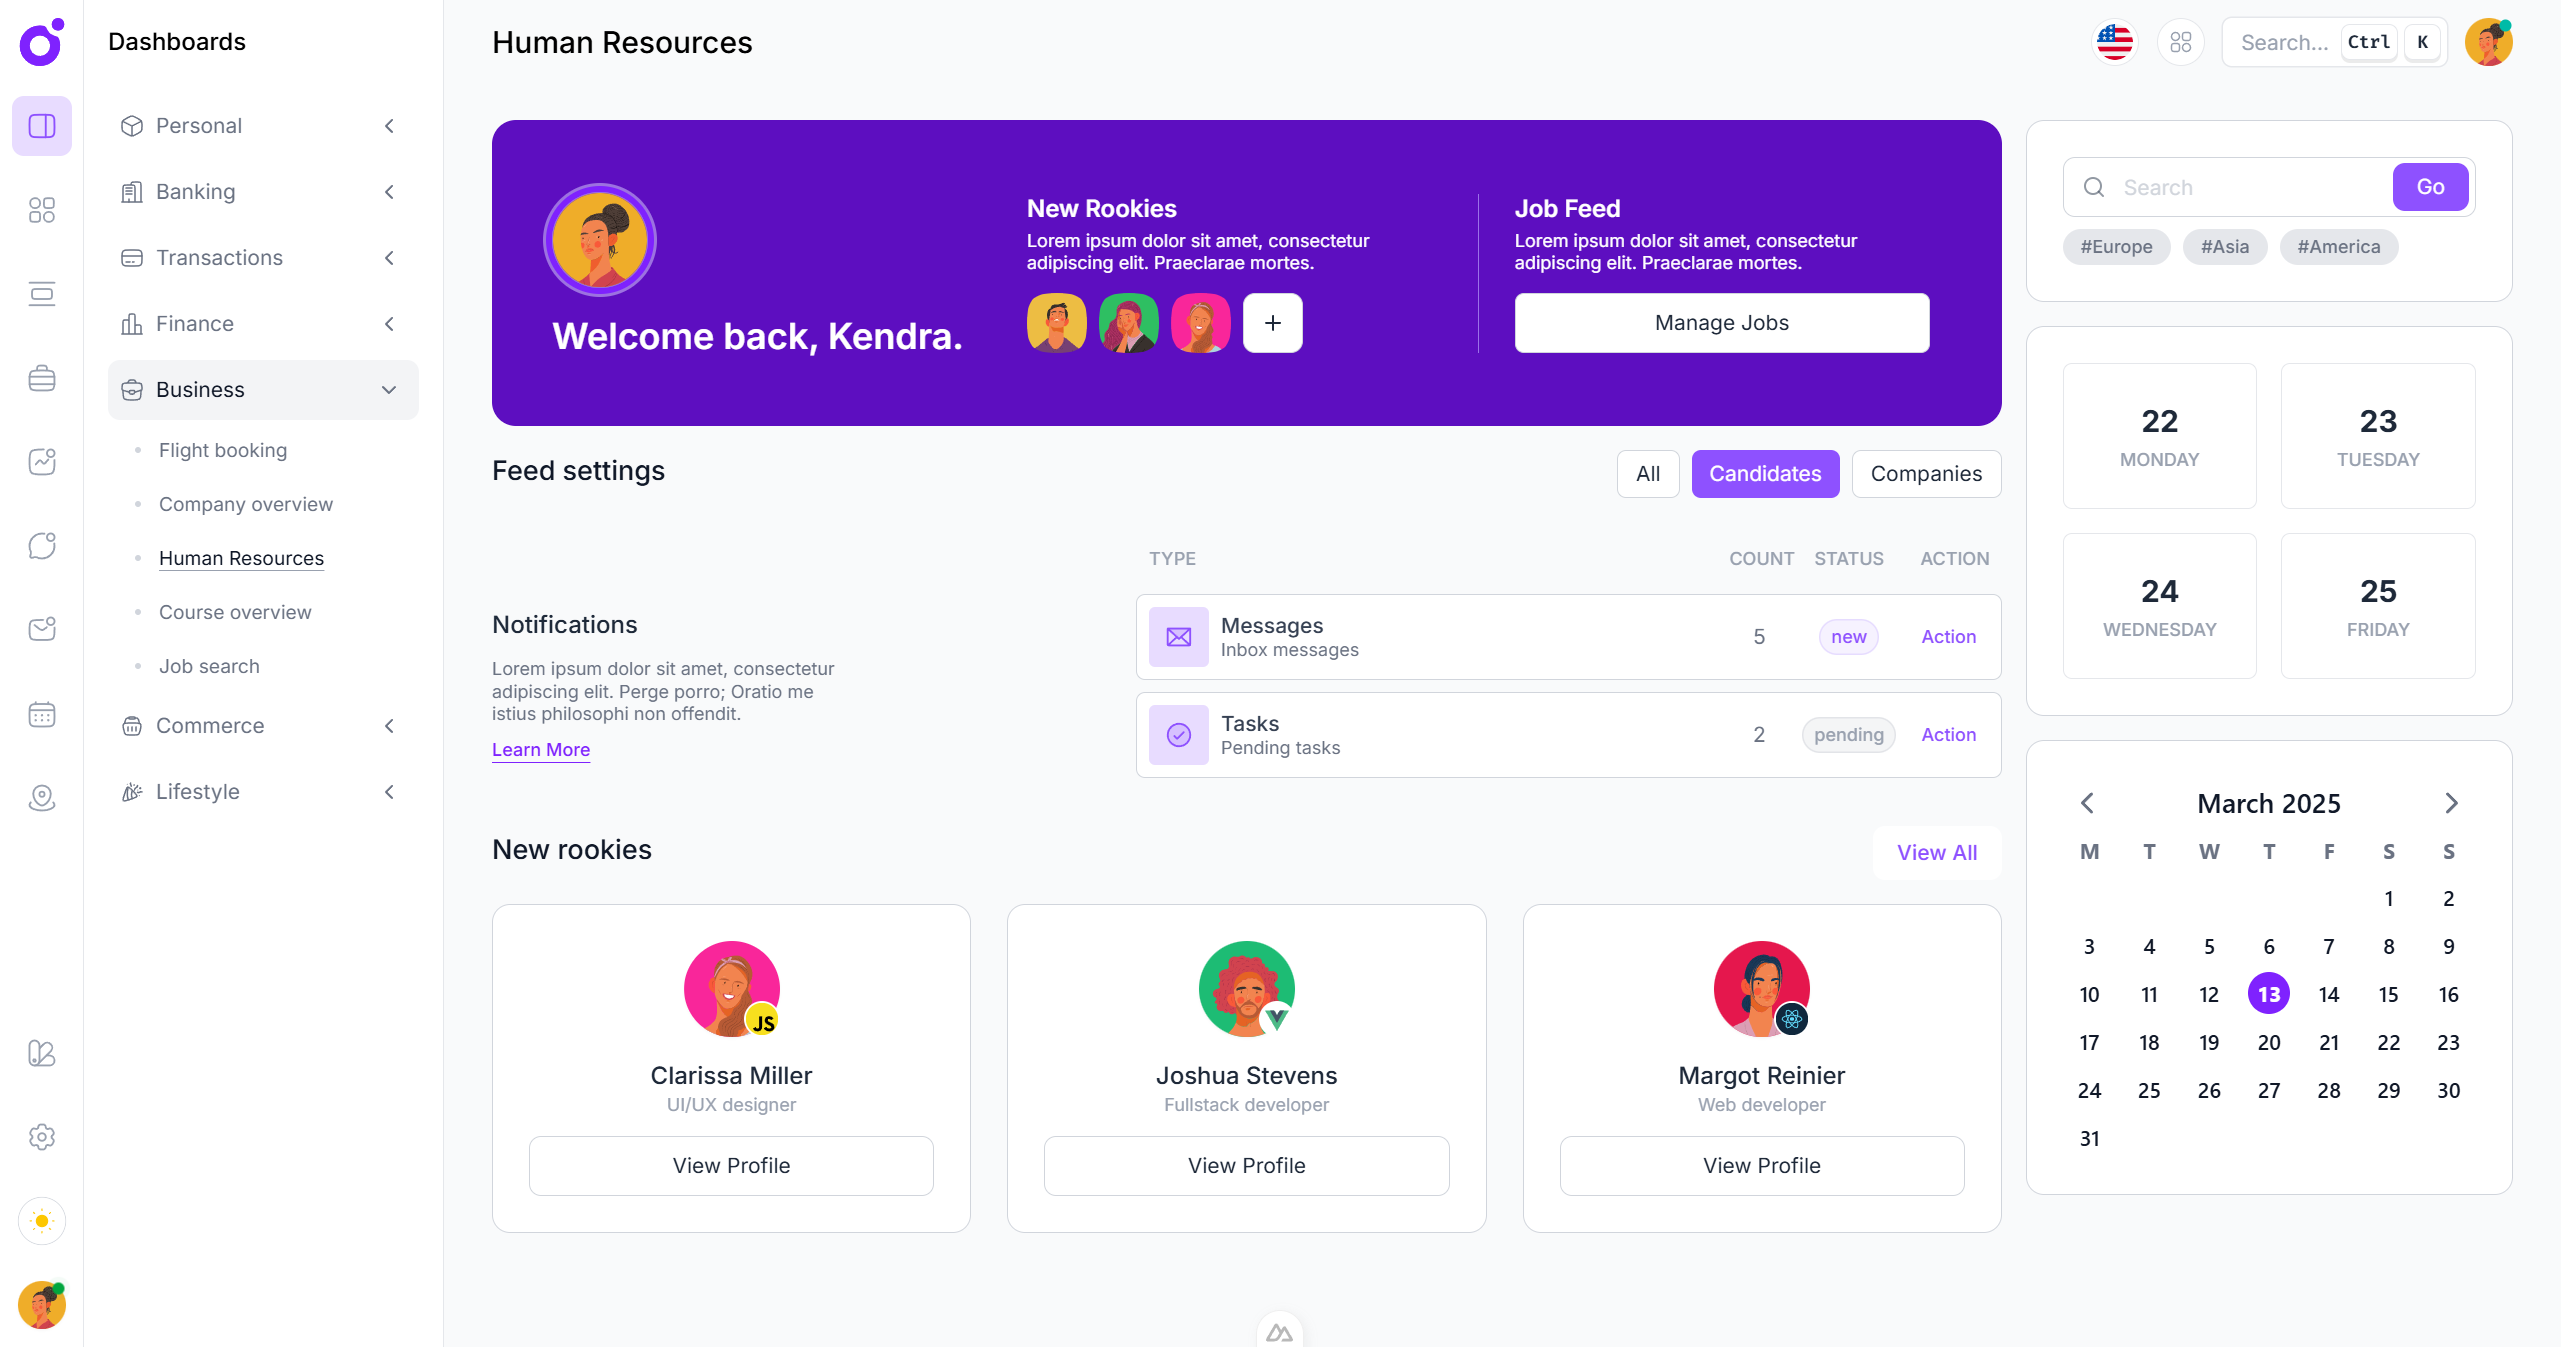 Dashboards
Personal
Banking
Transactions
Finance
Business
Flight booking
Company overview
Human Resources
Course overview
Job search
Commerce
Lifestyle
Human Resources
Search... Ctrl K
Welcome back, Kendra.
New Rookies
Lorem ipsum dolor sit amet, consectetur
adipiscing elit. Praeclarae mortes.
+
Job Feed
Lorem ipsum dolor sit amet, consectetur
adipiscing elit. Praeclarae mortes.
Manage Jobs
Feed settings
All Candidates Companies
Notifications
Lorem ipsum dolor sit amet, consectetur
adipiscing elit. Perge porro; Oratio me
istius philosophi non offendit.
Learn More
TYPE COUNT STATUS ACTION
Messages
Inbox messages
5 new Action
Tasks
Pending tasks
2 pending Action
New rookies
View All
JS
Clarissa Miller
UI/UX designer
View Profile
Joshua Stevens
Fullstack developer
View Profile
Margot Reinier
Web developer
View Profile
Search Go
#Europe #Asia #America
22
MONDAY
23
TUESDAY
24
WEDNESDAY
25
FRIDAY
March 2025
M T W T F S S
1 2
3 4 5 6 7 8 9
10 11 12 13 14 15 16
17 18 19 20 21 22 23
24 25 26 27 28 29 30
31